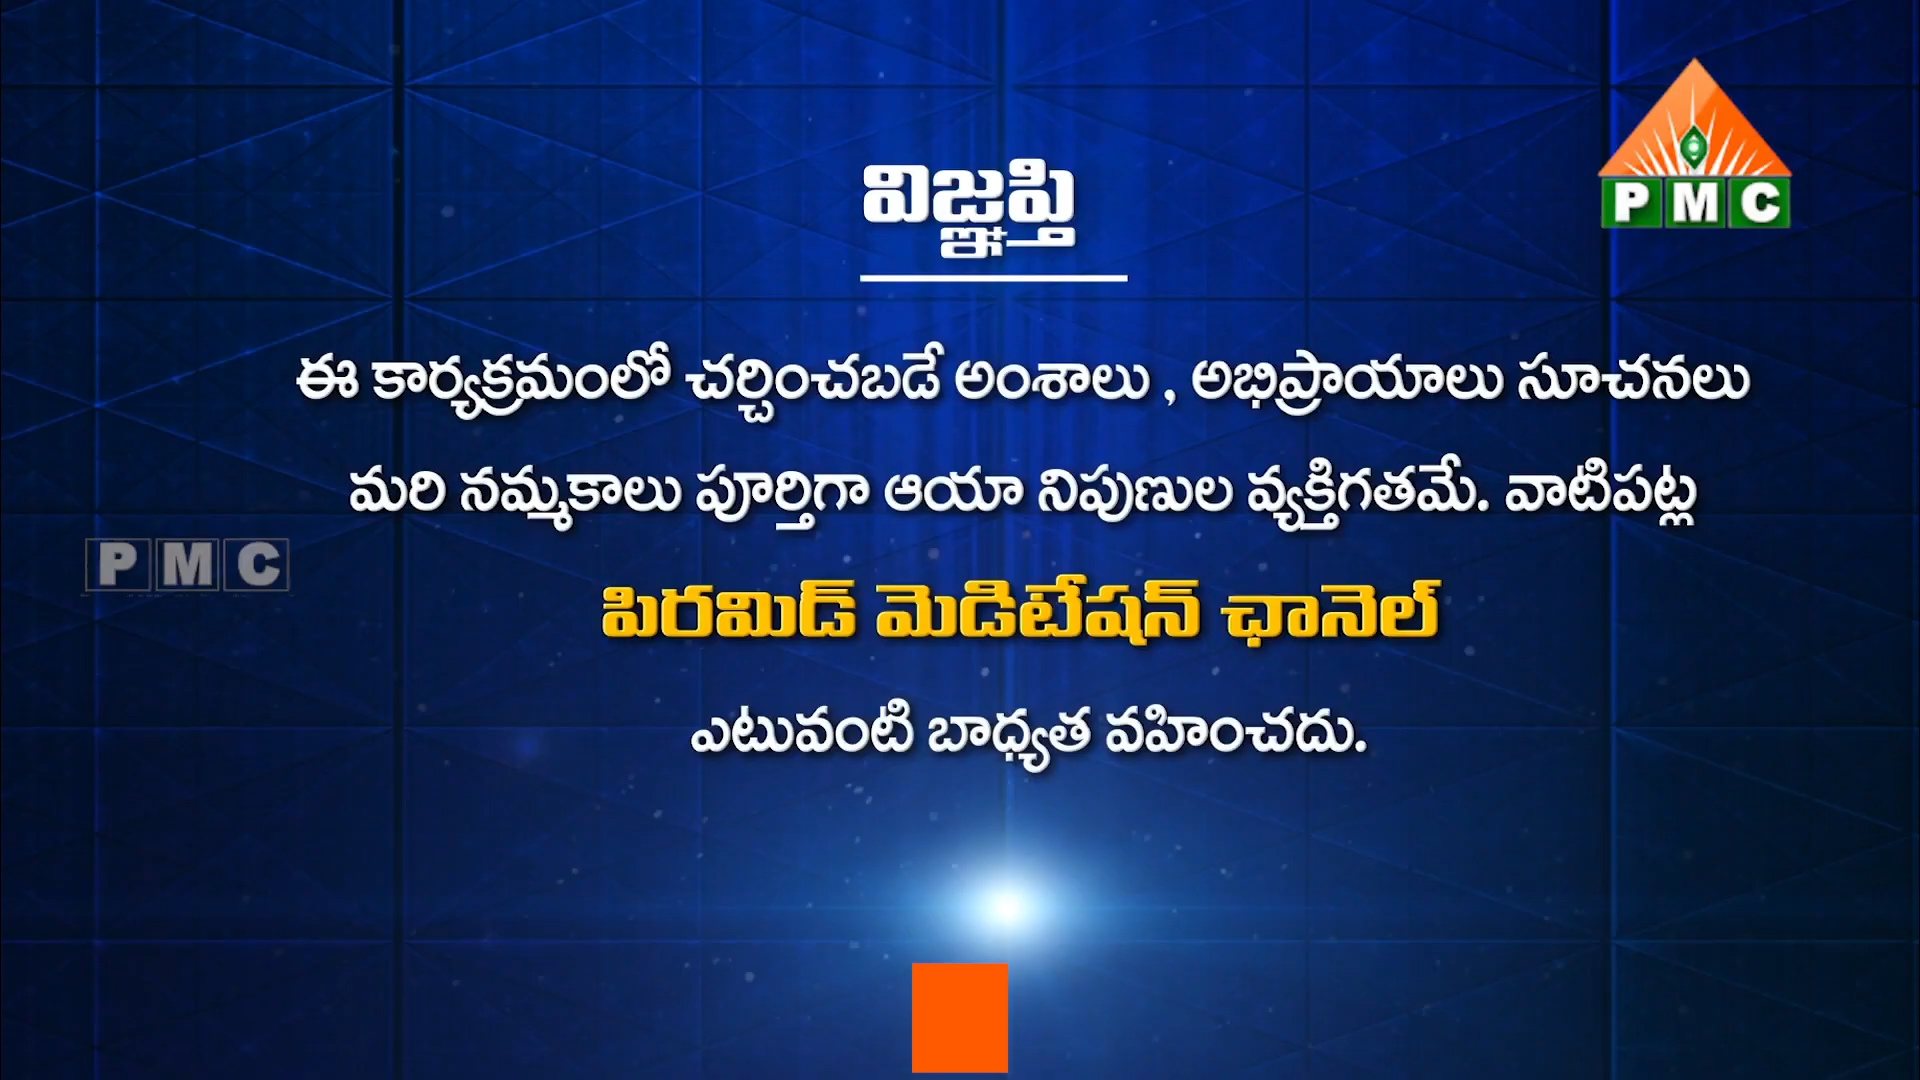 విజ్ఞప్తి
PMC
ఈ కార్యక్రమంలో చర్చించబడే అంశాలు , అభిప్రాయాలు సూచనలు
మరి నమ్మకాలు పూర్తిగా ఆయా నిపుణుల వ్యక్తిగతమే. వాటిపట్ల
PMC
పిరమిడ్ మెడిటేషన్ ఛానెల్
ఎటువంటి బాధ్యత వహించదు.